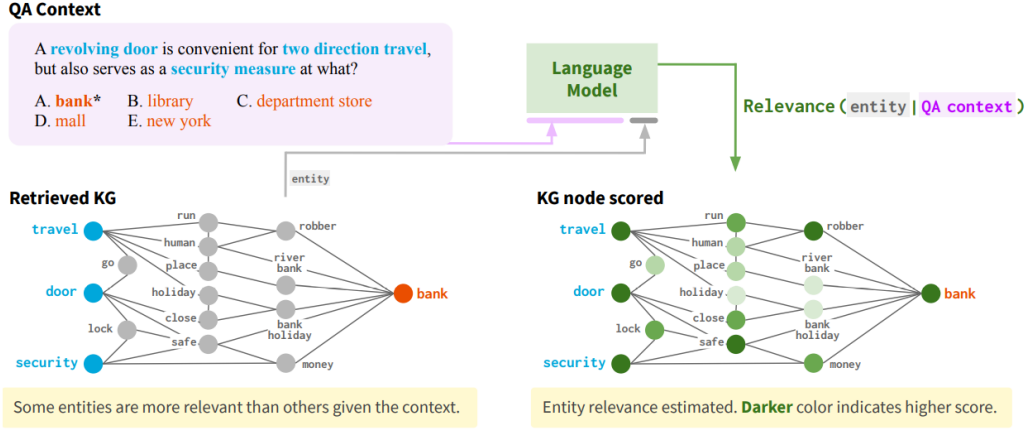 QA Context
A revolving door is convenient for two direction travel,
but also serves as a security measure at what?
A. bank* B. library C. department store
D. mall E. new york
Language
Model
Relevance(entity|QA context)
entity
Retrieved KG
travel
door
security
go
lock
run
human
place
holiday
close
safe
robber
river
bank
bank
holiday
money
bank
Some entities are more relevant than others given the context.
KG node scored
travel
door
security
go
lock
run
human
place
holiday
close
safe
robber
river
bank
bank
holiday
money
bank
Entity relevance estimated. Darker color indicates higher score.